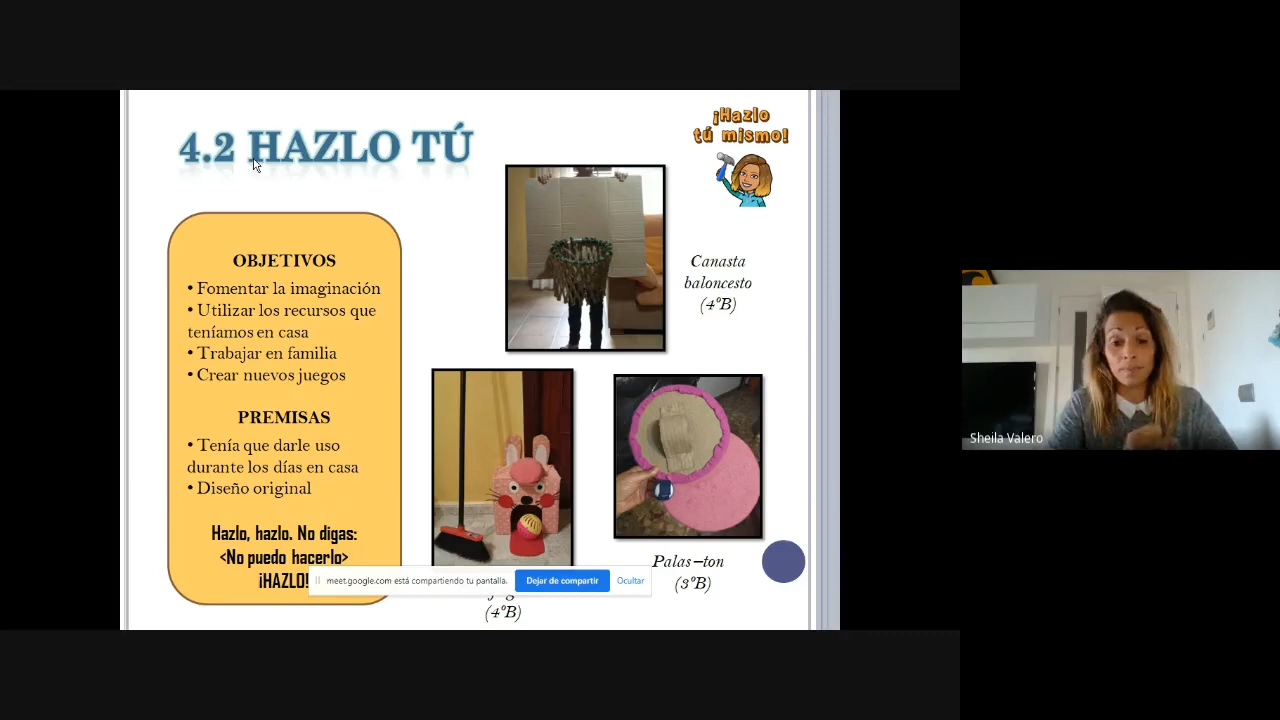 4.2 HAZLO TÚ
¡Hazlo
tú mismo!
OBJETIVOS
• Fomentar la imaginación
• Utilizar los recursos que
teníamos en casa
• Trabajar en familia
• Crear nuevos juegos
PREMISAS
• Tenía que darle uso
durante los días en casa
• Diseño original
Hazlo, hazlo. No digas:
<No puedo hacerlo>
¡HAZLO!
Canasta
baloncesto
(4ºB)
Palas–ton
(3ºB)
(4ºB)
meet.google.com está compartiendo tu pantalla.
Dejar de compartir
Ocultar
Sheila Valero